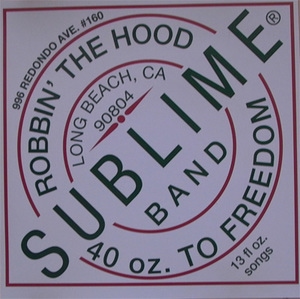 996 REDONDO AVE. #160
ROBBIN' THE HOOD
LONG BEACH, CA
90804
SUBLIME®
BAND
40 oz. TO FREEDOM
13 fl oz.
songs